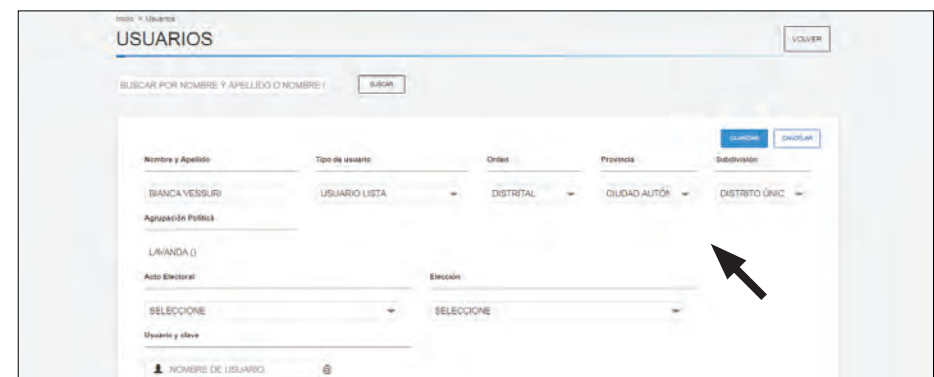 Inicio > Usuarios
USUARIOS
VOLVER
BUSCAR POR NOMBRE Y APELLIDO O NOMBRE I
BUSCAR
GUARDAR CANCELAR
Nombre y Apellido Tipo de usuario Orden Provincia Subdivisión
BIANCA VESSURI USUARIO LISTA DISTRITAL CIUDAD AUTÓN DISTRITO ÚNIC
Agrupación Política
LAVANDA ()
Acto Electoral Elección
SELECCIONE SELECCIONE
Usuario y clave
NOMBRE DE USUARIO @